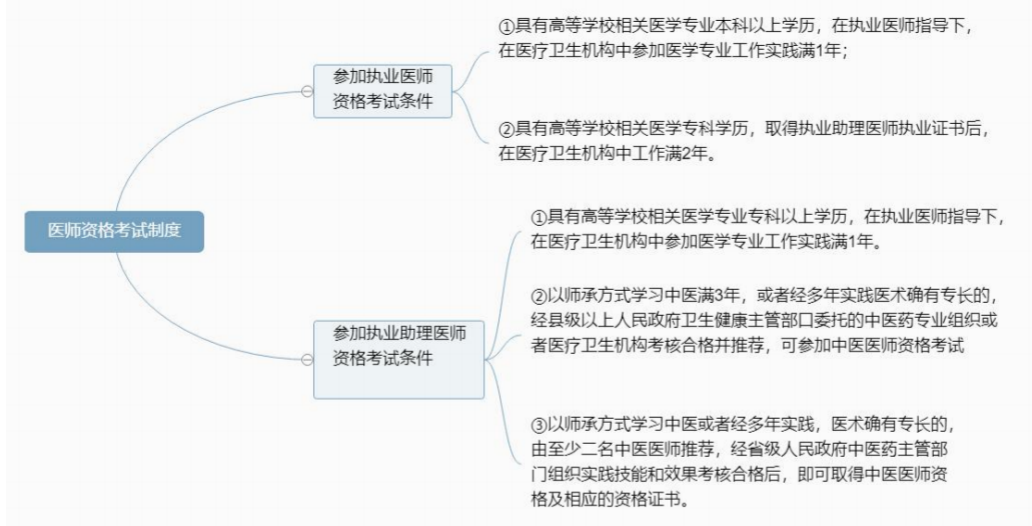 医师资格考试制度
参加执业医师
资格考试条件
①具有高等学校相关医学专业本科以上学历，在执业医师指导下，
在医疗卫生机构中参加医学专业工作实践满1年；
②具有高等学校相关医学专科学历，取得执业助理医师执业证书后，
在医疗卫生机构中工作满2年。
参加执业助理医师
资格考试条件
①具有高等学校相关医学专业专科以上学历，在执业医师指导下，
在医疗卫生机构中参加医学专业工作实践满1年。
②以师承方式学习中医满3年，或者经多年实践医术确有专长的，
经县级以上人民政府卫生健康主管部口委托的中医药专业组织或
者医疗卫生机构考核合格并推荐，可参加中医医师资格考试
③以师承方式学习中医或者经多年实践，医术确有专长的，
由至少二名中医医师推荐，经省级人民政府中医药主管部
门组织实践技能和效果考核合格后，即可取得中医医师资
格及相应的资格证书。